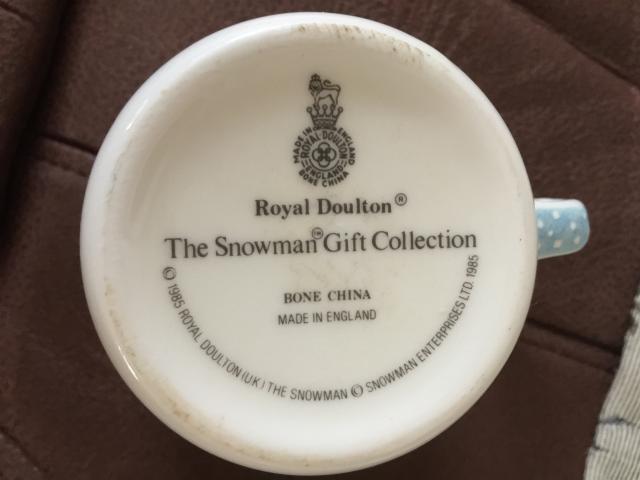 MADE IN ENGLAND
ROYAL DOULTON
ENGLAND
BONE CHINA
Royal Doulton®
The Snowman™ Gift Collection
BONE CHINA
MADE IN ENGLAND
© 1985 ROYAL DOULTON (UK) THE SNOWMAN © SNOWMAN ENTERPRISES LTD. 1985